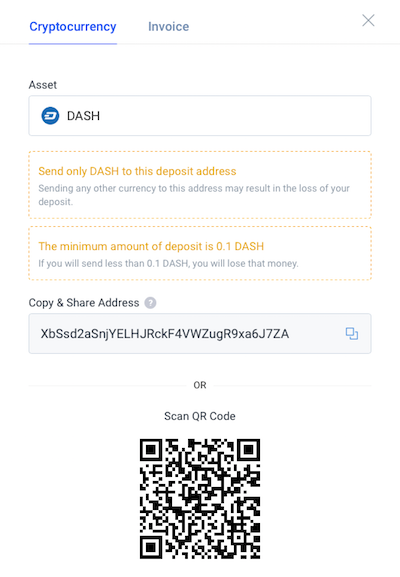 Cryptocurrency Invoice
Asset
DASH
Send only DASH to this deposit address
Sending any other currency to this address may result in the loss of your
deposit.
The minimum amount of deposit is 0.1 DASH
If you will send less than 0.1 DASH, you will lose that money.
Copy & Share Address ?
XbSsd2aSnjYELHJRckF4VWZugR9xa6J7ZA
OR
Scan QR Code